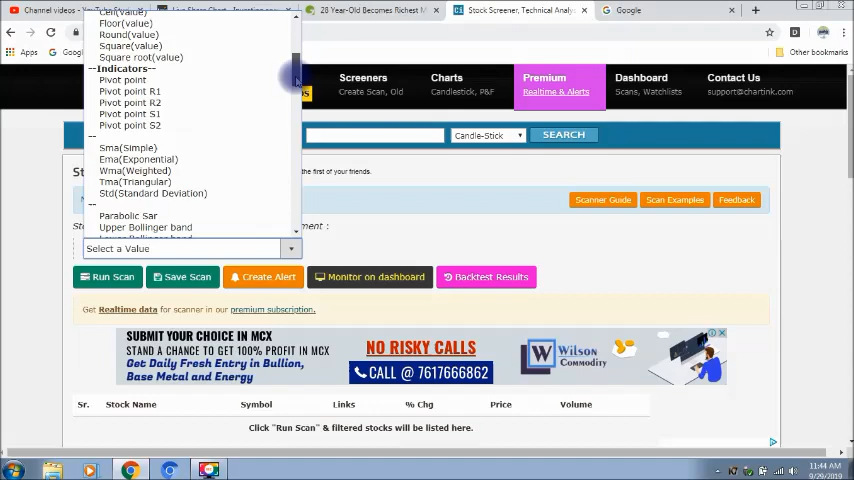 28 Year-Old Becomes Richest M
Stock Screener, Technical Analys
Google
Other bookmarks
Ceil(value)
Floor(value)
Round(value)
Square(value)
Square root(value)
--Indicators--
Pivot point
Pivot point R1
Pivot point R2
Pivot point S1
Pivot point S2
--
Sma(Simple)
Ema(Exponential)
Wma(Weighted)
Tma(Triangular)
Std(Standard Deviation)
--
Parabolic Sar
Upper Bollinger band
Lower Bollinger band
Select a Value
Screeners
Create Scan, Old
Charts
Candlestick, P&F
Premium
Realtime & Alerts
Dashboard
Scans, Watchlists
Contact Us
support@chartink.com
Candle-Stick
SEARCH
the first of your friends.
Scanner Guide
Scan Examples
Feedback
ment :
Run Scan
Save Scan
Create Alert
Monitor on dashboard
Backtest Results
Get Realtime data for scanner in our premium subscription.
SUBMIT YOUR CHOICE IN MCX
STAND A CHANCE TO GET 100% PROFIT IN MCX
Get Daily Fresh Entry in Bullion,
Base Metal and Energy
NO RISKY CALLS
CALL @ 7617666862
Wilson
Commodity
Sr. Stock Name Symbol Links % Chg Price Volume
Click "Run Scan" & filtered stocks will be listed here.
11:44 AM
9/29/2019